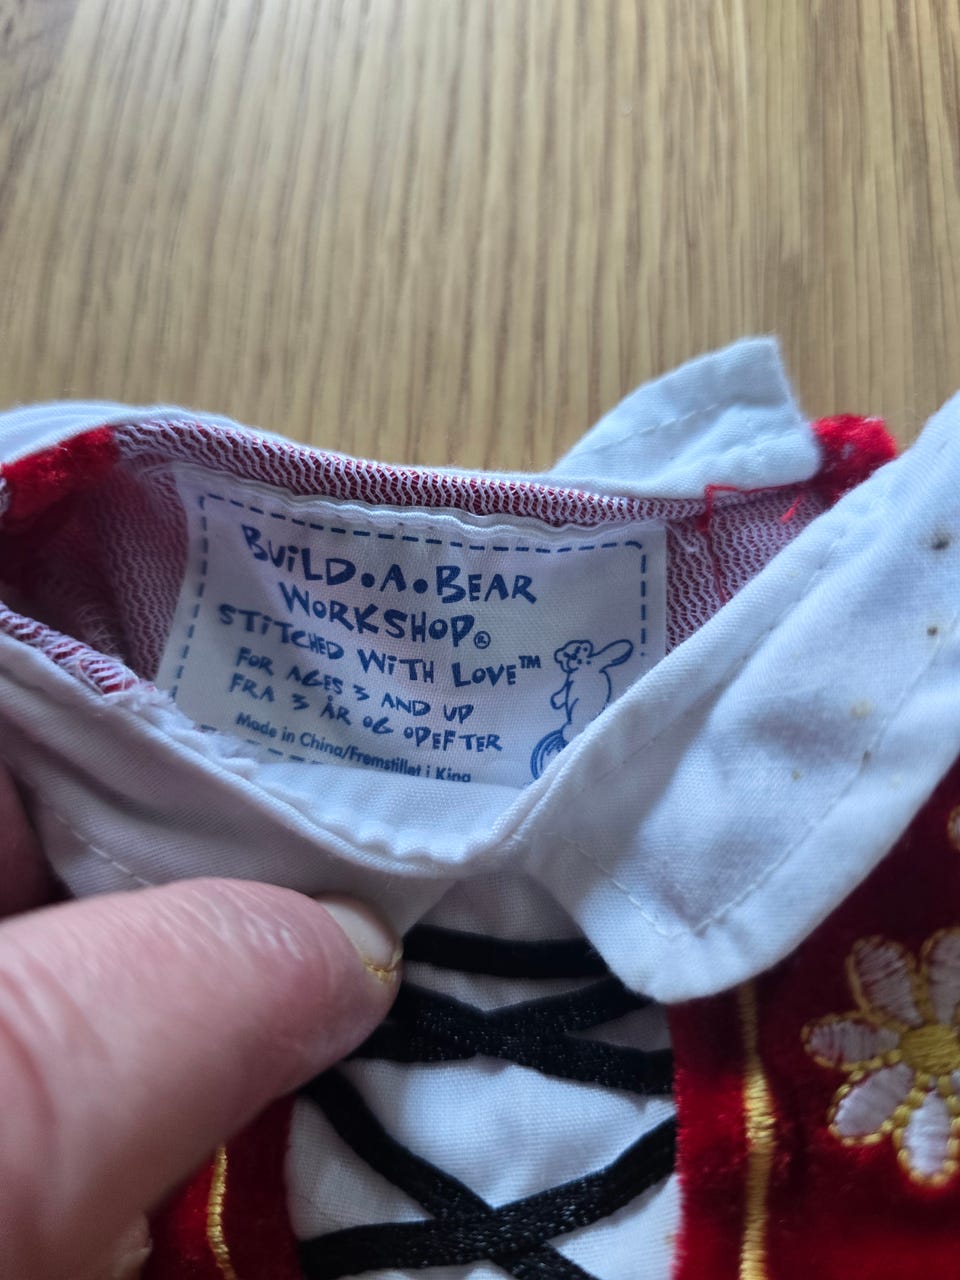 BUiLD•A•BEAR
WORKSHOP®
STiTCHED WiTH LOVE™
FOR AGES 3 AND UP
FRA 3 ÅR OG OPEFTER
Made in China/Fremstillet i Kina